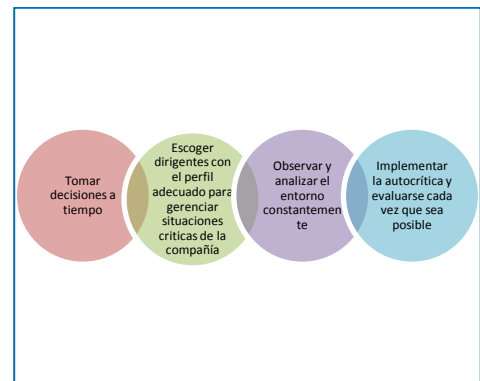 Tomar
decisiones a
tiempo
Escoger
dirigentes con
el perfil
adecuado para
gerenciar
situaciones
criticas de la
compañía
Observar y
analizar el
entorno
constantemen
te
Implementar
la autocrítica y
evaluarse cada
vez que sea
posible